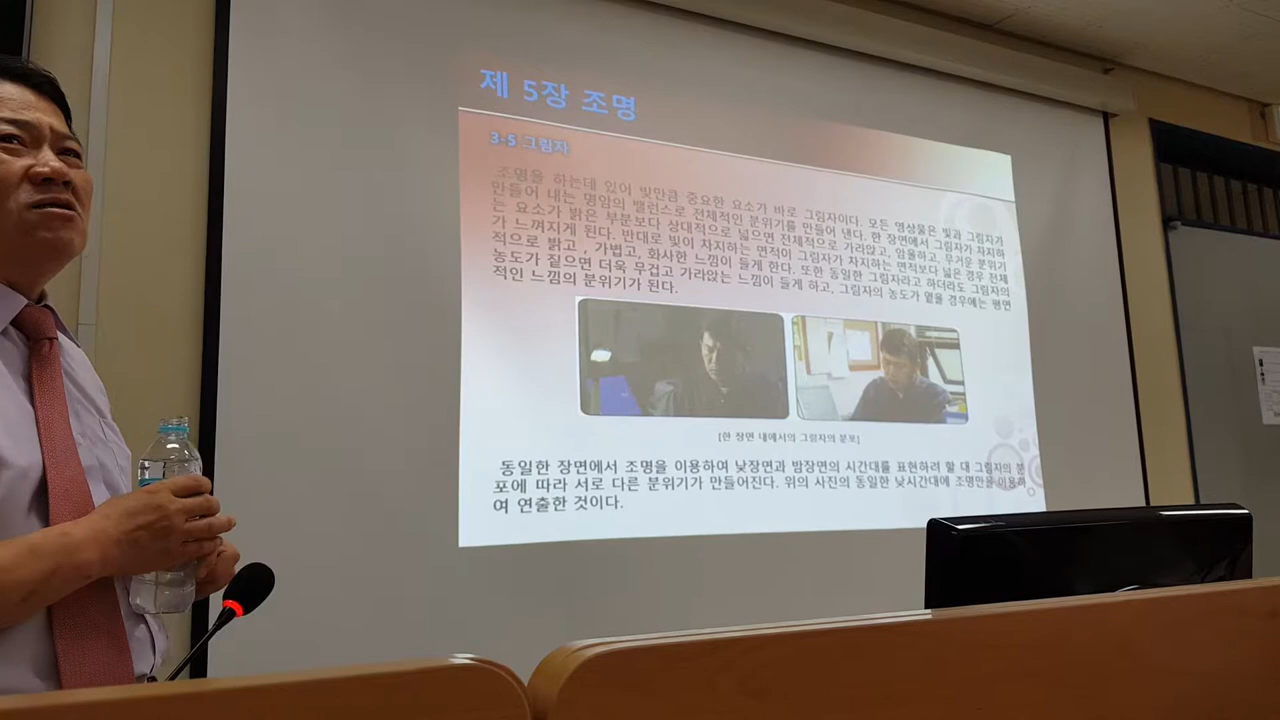 제 5장 조명
3-5 그림자
조명을 하는데 있어 빛만큼 중요한 요소가 바로 그림자이다. 모든 영상물은 빛과 그림자가
만들어 내는 명암의 밸런스로 전체적인 분위기를 만들어 낸다. 한 장면에서 그림자가 차지하
는 요소가 밝은 부분보다 상대적으로 넓으면 전체적으로 가라앉고, 암울하고, 무거운 분위기
가 느껴지게 된다. 반대로 빛이 차지하는 면적이 그림자가 차지하는 면적보다 넓은 경우 전체
적으로 밝고, 가볍고, 화사한 느낌이 들게 한다. 또한 동일한 그림자라고 하더라도 그림자의
농도가 짙으면 더욱 무겁고 가라앉는 느낌이 들게 하고, 그림자의 농도가 옅을 경우에는 평면
적인 느낌의 분위기가 된다.
[한 장면 내에서의 그림자의 분포]
동일한 장면에서 조명을 이용하여 낮장면과 밤장면의 시간대를 표현하려 할 대 그림자의 분
포에 따라 서로 다른 분위기가 만들어진다. 위의 사진의 동일한 낮시간대에 조명만을 이용하
여 연출한 것이다.